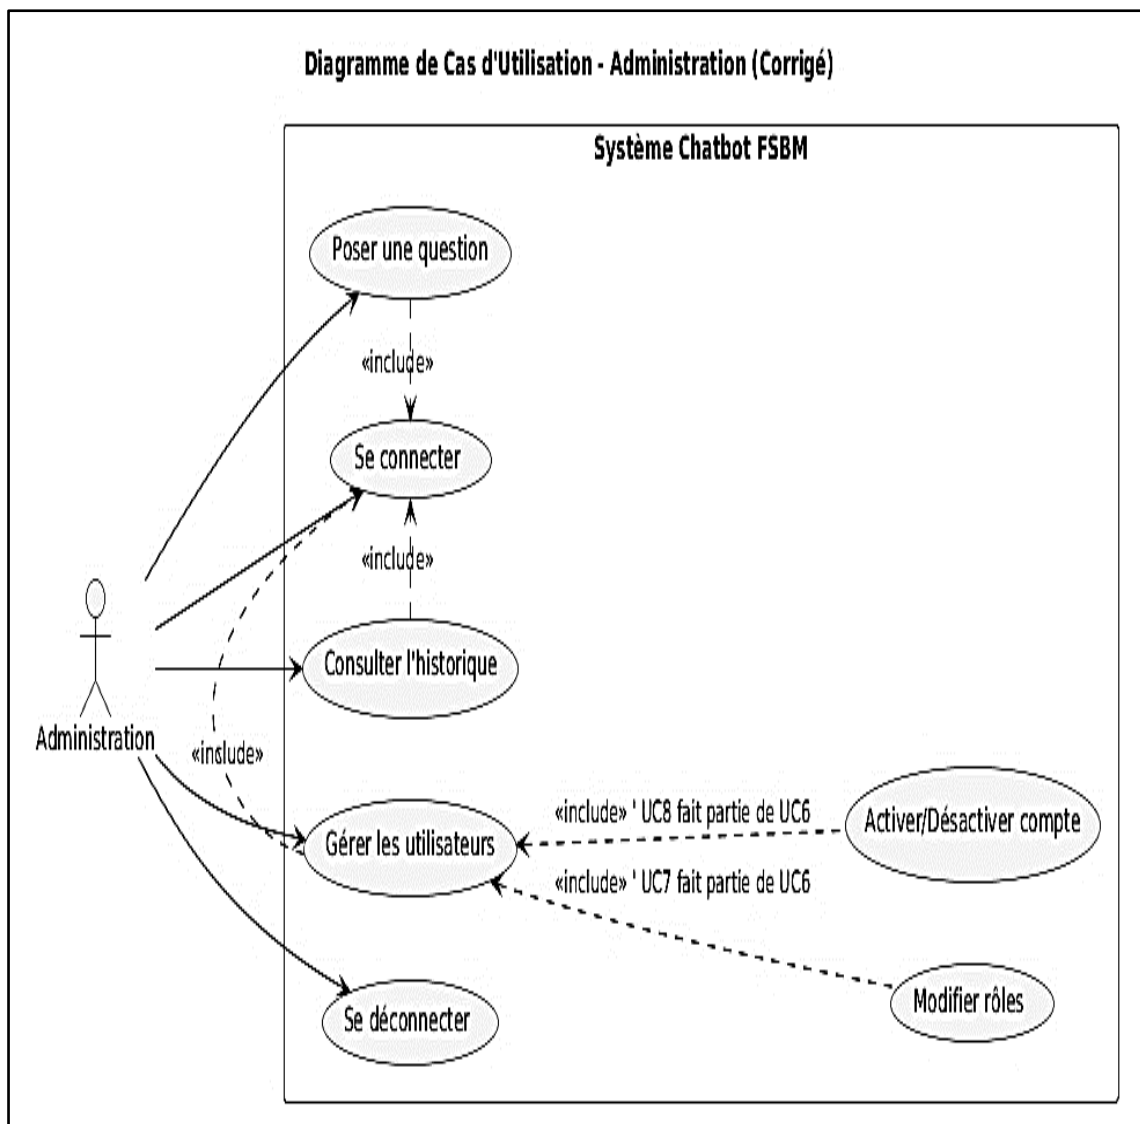 Diagramme de Cas d'Utilisation - Administration (Corrigé)
Système Chatbot FSBM
Poser une question
«include»
Se connecter
«include»
Consulter l'historique
Administration
«include»
Gérer les utilisateurs
«include» ' UC8 fait partie de UC6
Activer/Désactiver compte
«include» ' UC7 fait partie de UC6
Modifier rôles
Se déconnecter